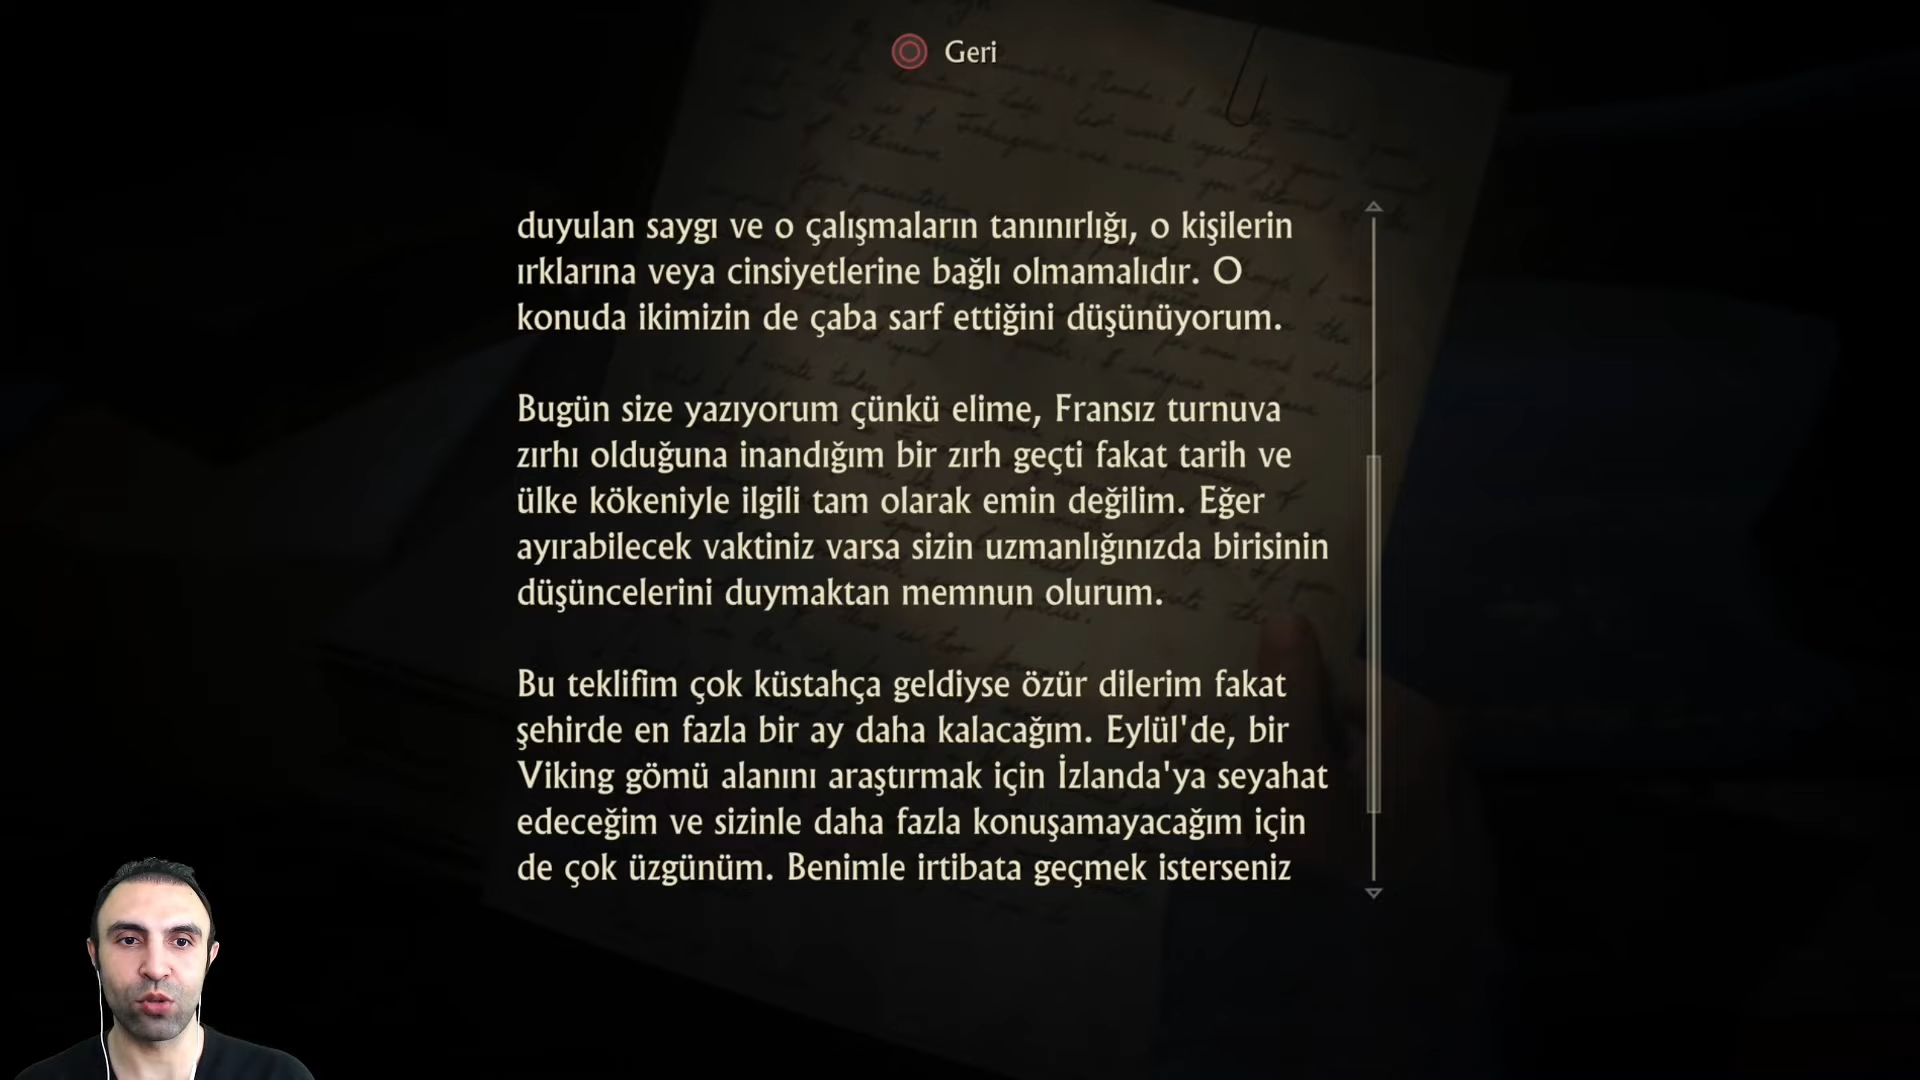 Geri
duyulan saygı ve o çalışmaların tanınırlığı, o kişilerin
ırklarına veya cinsiyetlerine bağlı olmamalıdır. O
konuda ikimizin de çaba sarf ettiğini düşünüyorum.
Bugün size yazıyorum çünkü elime, Fransız turnuva
zırhı olduğuna inandığım bir zırh geçti fakat tarih ve
ülke kökeniyle ilgili tam olarak emin değilim. Eğer
ayırabilecek vaktiniz varsa sizin uzmanlığınızda birisinin
düşüncelerini duymaktan memnun olurum.
Bu teklifim çok küstahça geldiyse özür dilerim fakat
şehirde en fazla bir ay daha kalacağım. Eylül'de, bir
Viking gömü alanını araştırmak için İzlanda'ya seyahat
edeceğim ve sizinle daha fazla konuşamayacağım için
de çok üzgünüm. Benimle irtibata geçmek isterseniz